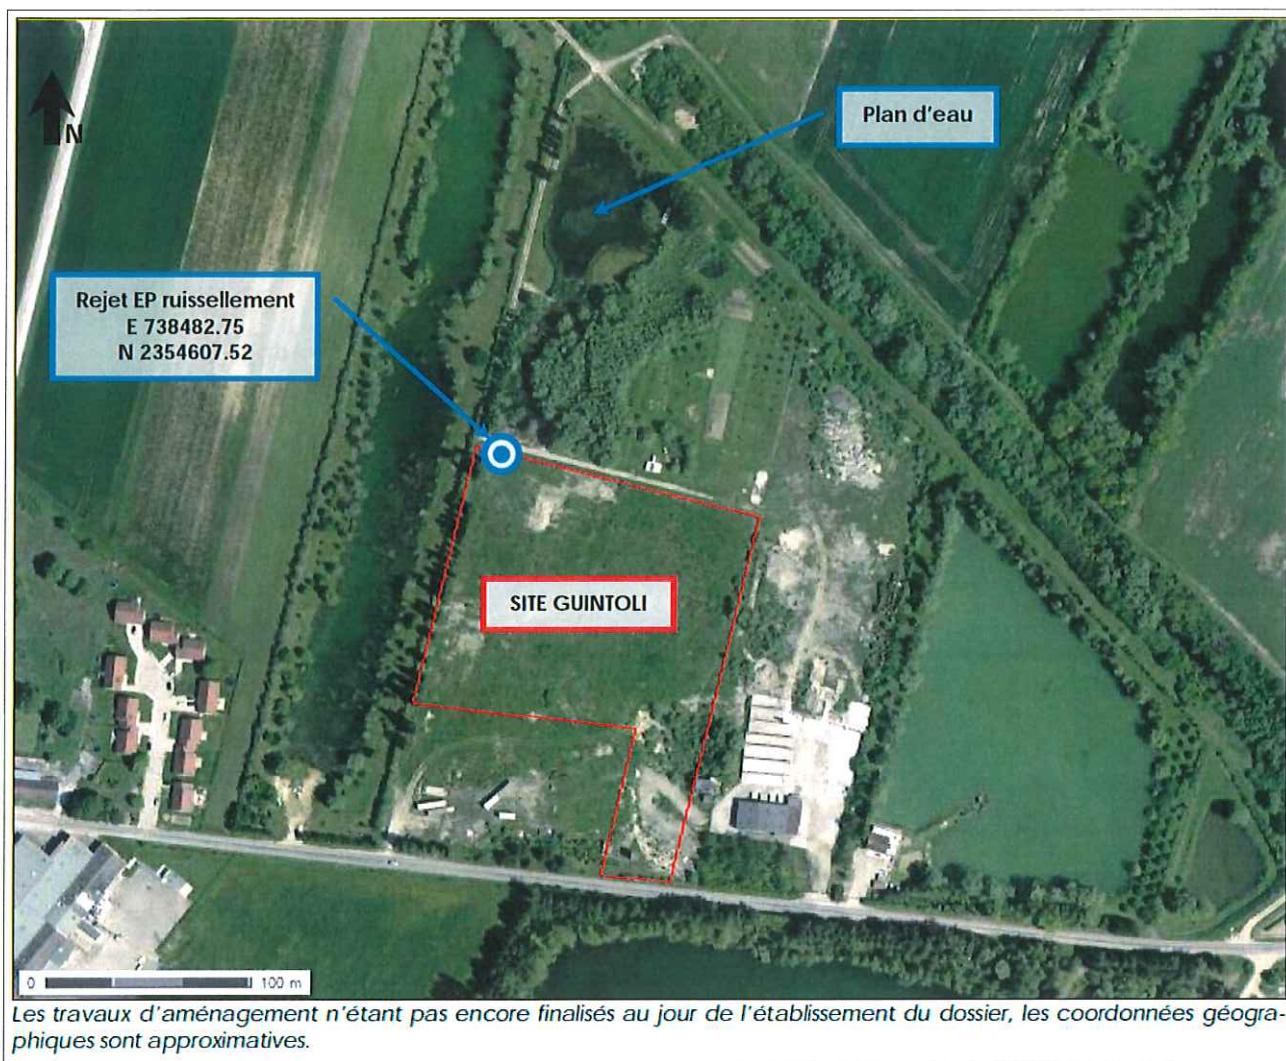 N
Plan d'eau
Rejet EP ruissellement
E 738482.75
N 2354607.52
SITE GUINTOLI
0 100 m
Les travaux d'aménagement n'étant pas encore finalisés au jour de l'établissement du dossier, les coordonnées géogra-
phiques sont approximatives.